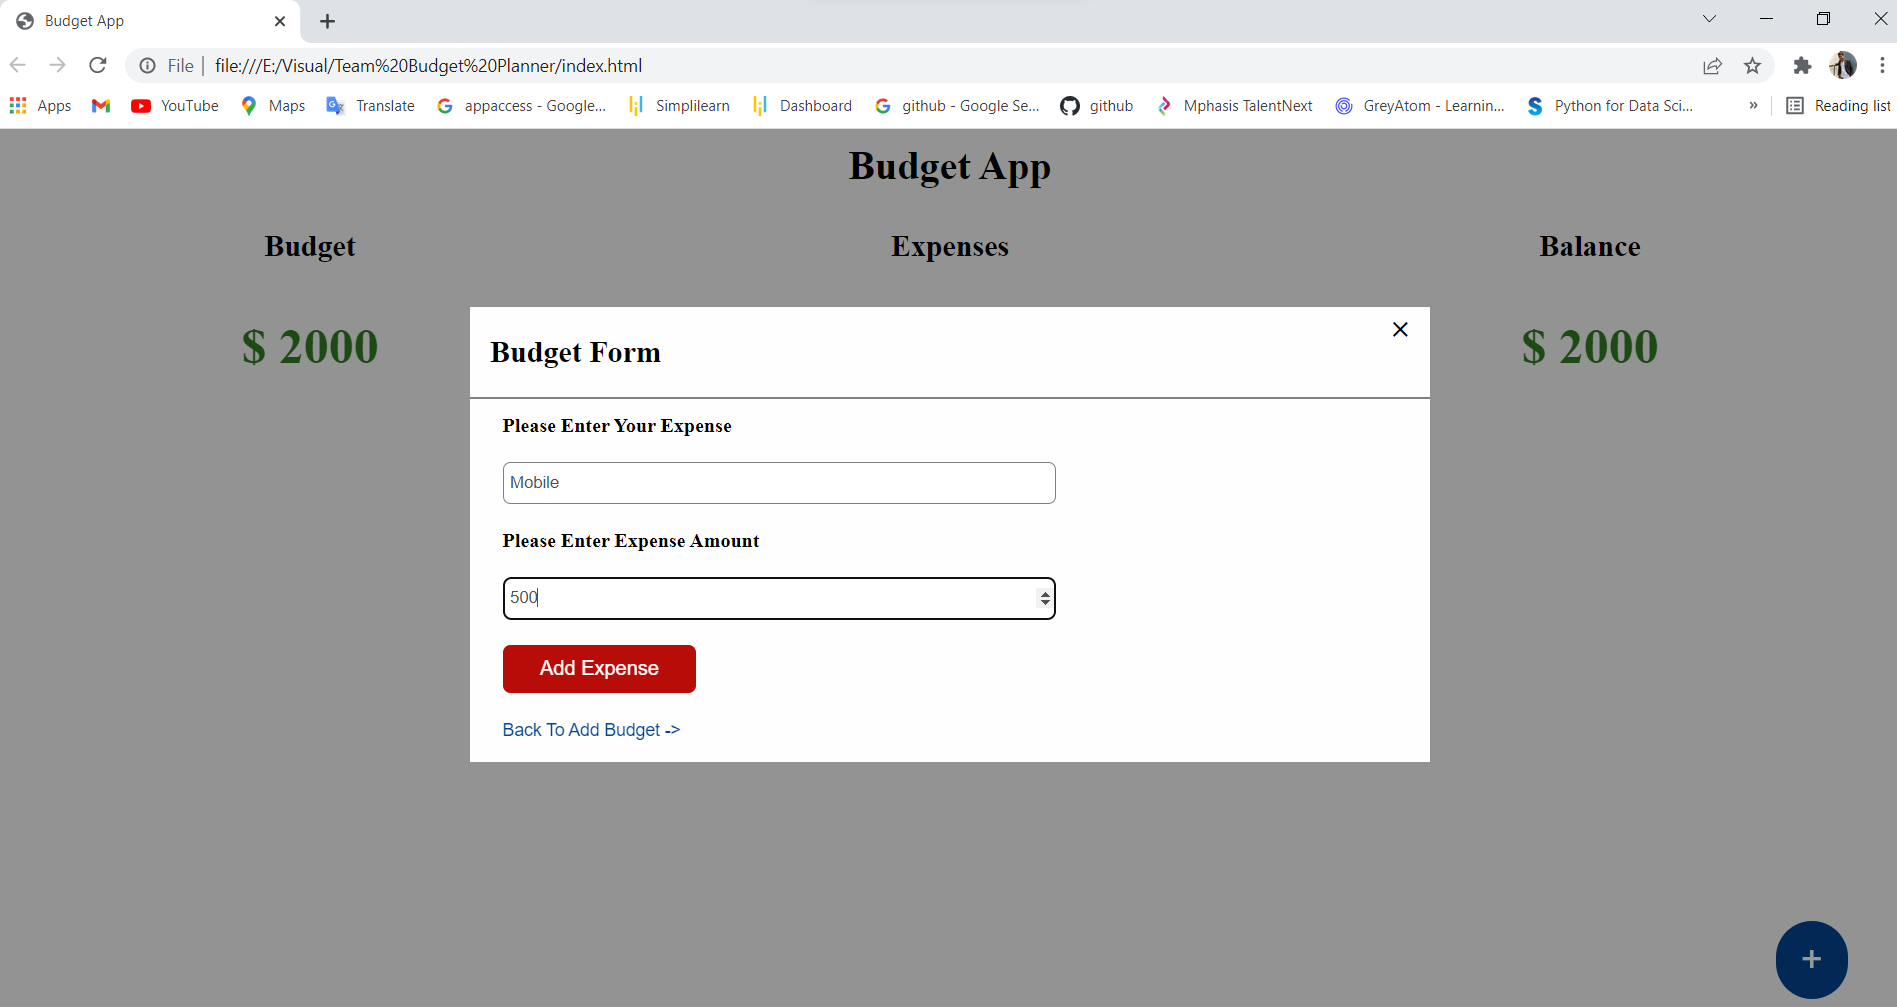 Budget App
File
file:///E:/Visual/Team%20Budget%20Planner/index.html
Apps YouTube Maps Translate appaccess - Google... Simplilearn Dashboard github - Google Se... github Mphasis TalentNext GreyAtom - Learnin... Python for Data Sci... » Reading list
Budget App
Budget Expenses Balance
$ 2000 $ 2000
Budget Form
Please Enter Your Expense
Mobile
Please Enter Expense Amount
500
Add Expense
Back To Add Budget ->
+